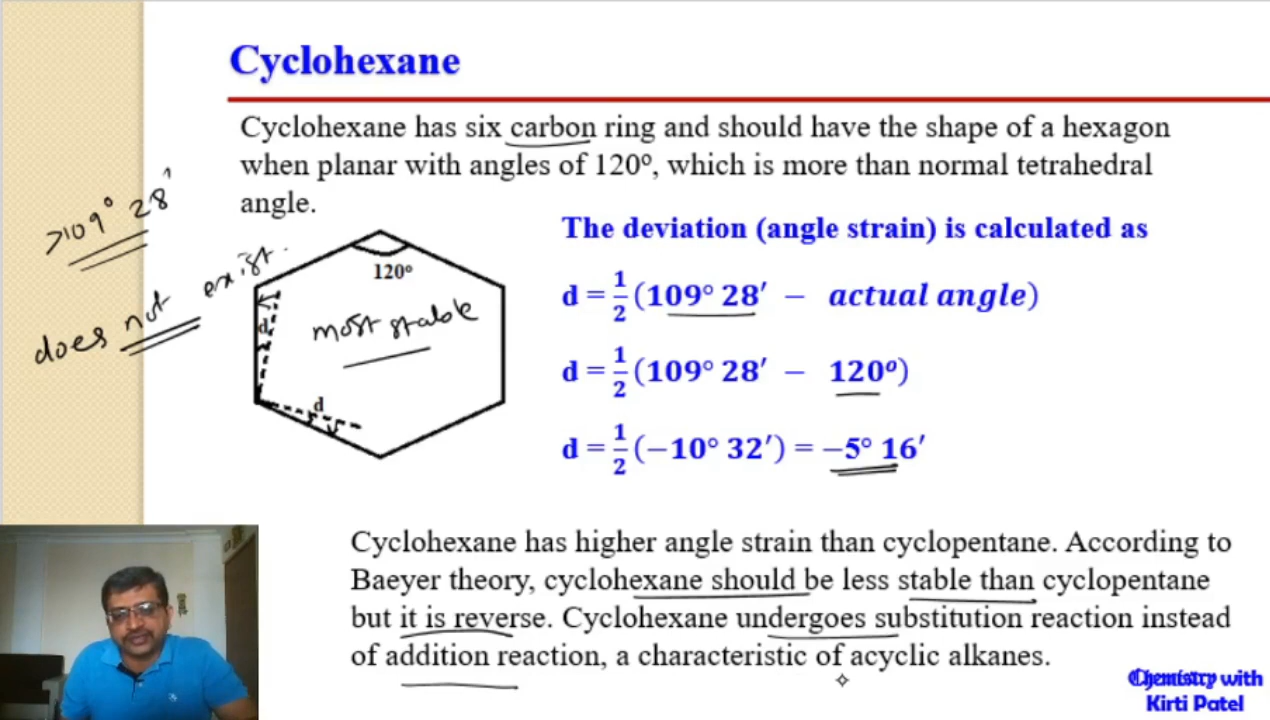 Cyclohexane
Cyclohexane has six carbon ring and should have the shape of a hexagon
when planar with angles of 120º, which is more than normal tetrahedral
angle.
>109° 28'
does not exist.
120º
most stable
d
d
The deviation (angle strain) is calculated as
d = 1/2 (109° 28′ − actual angle)
d = 1/2 (109° 28′ − 120º)
d = 1/2 (−10° 32′) = −5° 16′
Cyclohexane has higher angle strain than cyclopentane. According to
Baeyer theory, cyclohexane should be less stable than cyclopentane
but it is reverse. Cyclohexane undergoes substitution reaction instead
of addition reaction, a characteristic of acyclic alkanes.
Chemistry with
Kirti Patel